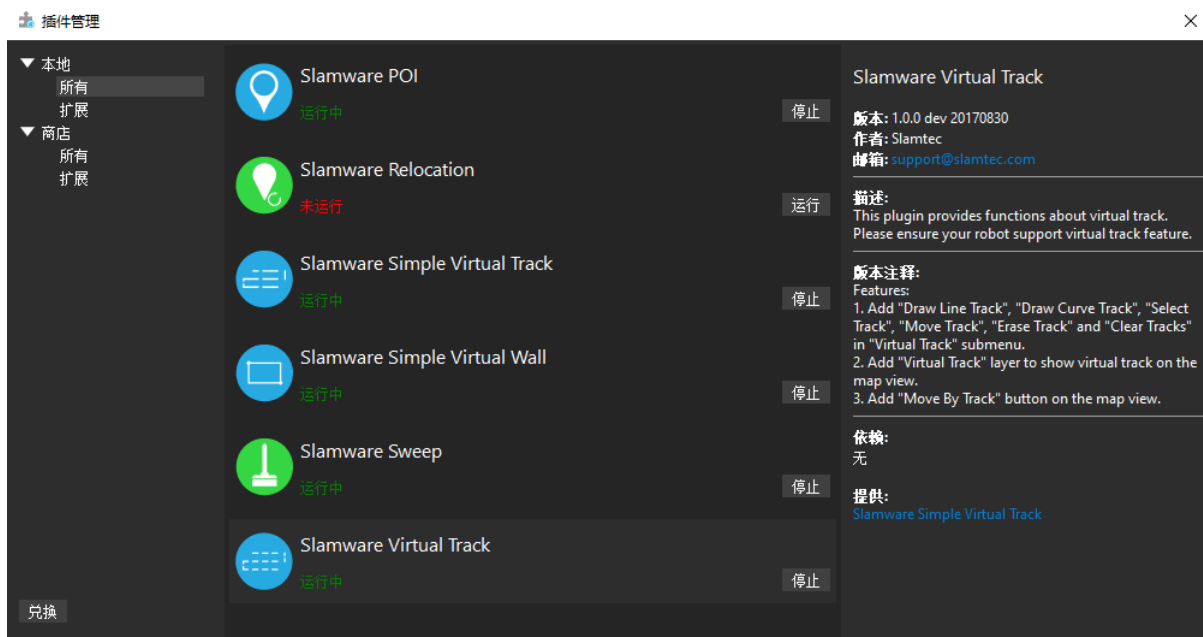 插件管理
本地
所有
扩展
商店
所有
扩展
兑换
Slamware POI
运行中
停止
Slamware Relocation
未运行
运行
Slamware Simple Virtual Track
运行中
停止
Slamware Simple Virtual Wall
运行中
停止
Slamware Sweep
运行中
停止
Slamware Virtual Track
运行中
停止
Slamware Virtual Track
版本: 1.0.0 dev 20170830
作者: Slamtec
邮箱: support@slamtec.com
描述:
This plugin provides functions about virtual track.
Please ensure your robot support virtual track feature.
版本注释:
Features:
1. Add "Draw Line Track", "Draw Curve Track", "Select
Track", "Move Track", "Erase Track" and "Clear Tracks"
in "Virtual Track" submenu.
2. Add "Virtual Track" layer to show virtual track on the
map view.
3. Add "Move By Track" button on the map view.
依赖:
无
提供:
Slamware Simple Virtual Track